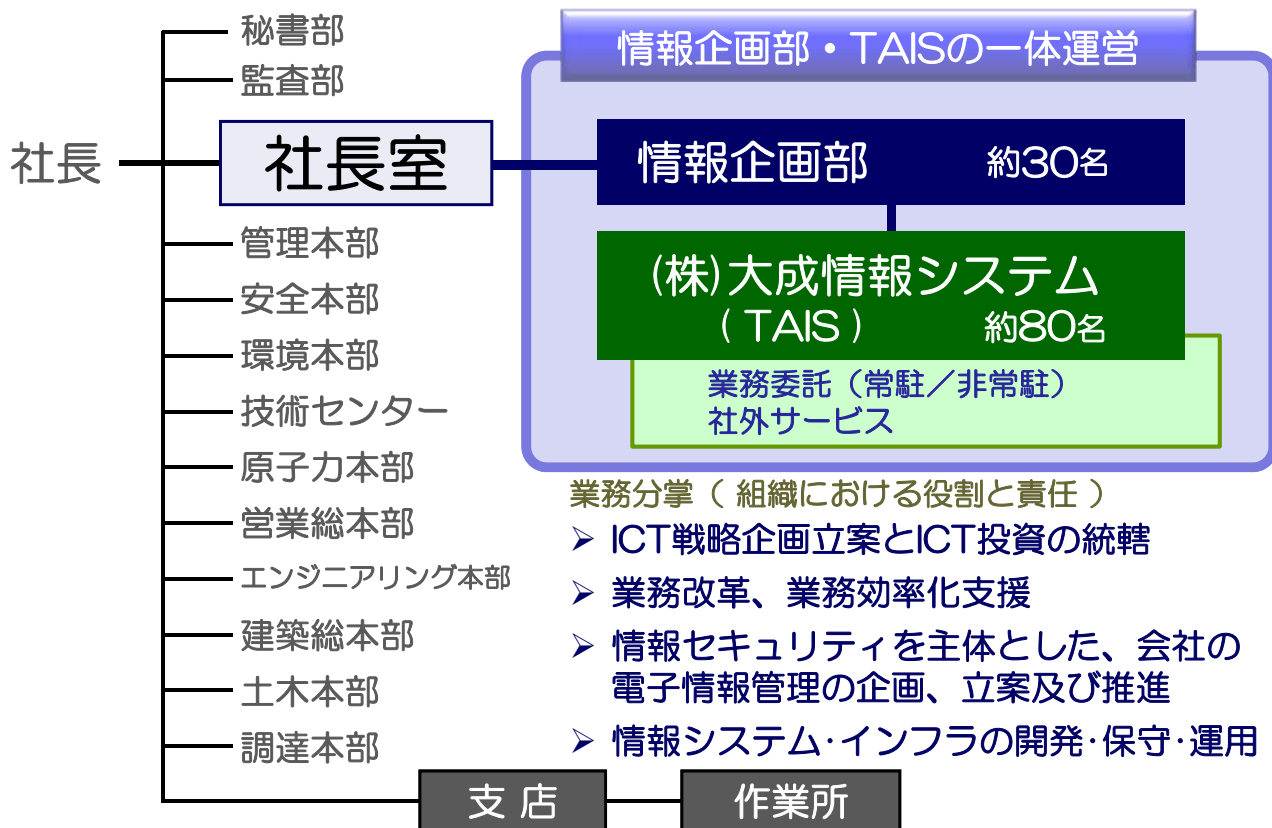 秘書部
監査部
社長
社長室
管理本部
安全本部
環境本部
技術センター
原子力本部
営業総本部
エンジニアリング本部
建築総本部
土木本部
調達本部
支店
作業所
情報企画部・TAISの一体運営
情報企画部 約30名
(株)大成情報システム
( TAIS ) 約80名
業務委託（常駐／非常駐）
社外サービス
業務分掌（ 組織における役割と責任 ）
➢ ICT戦略企画立案とICT投資の統轄
➢ 業務改革、業務効率化支援
➢ 情報セキュリティを主体とした、会社の
電子情報管理の企画、立案及び推進
➢ 情報システム･インフラの開発･保守･運用